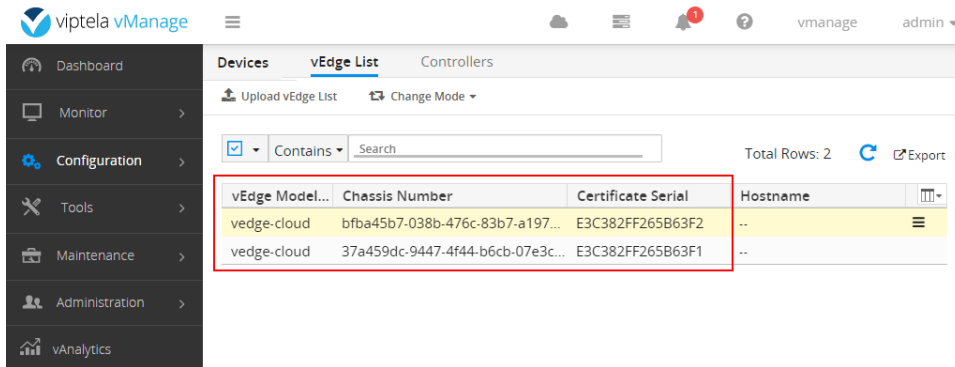 viptela vManage
1
vmanage
admin
Dashboard
Monitor
Configuration
Tools
Maintenance
Administration
vAnalytics
Devices
vEdge List
Controllers
Upload vEdge List
Change Mode
Contains
Search
Total Rows: 2
Export
vEdge Model... Chassis Number Certificate Serial Hostname
vedge-cloud bfba45b7-038b-476c-83b7-a197... E3C382FF265B63F2 --
vedge-cloud 37a459dc-9447-4f44-b6cb-07e3c... E3C382FF265B63F1 --